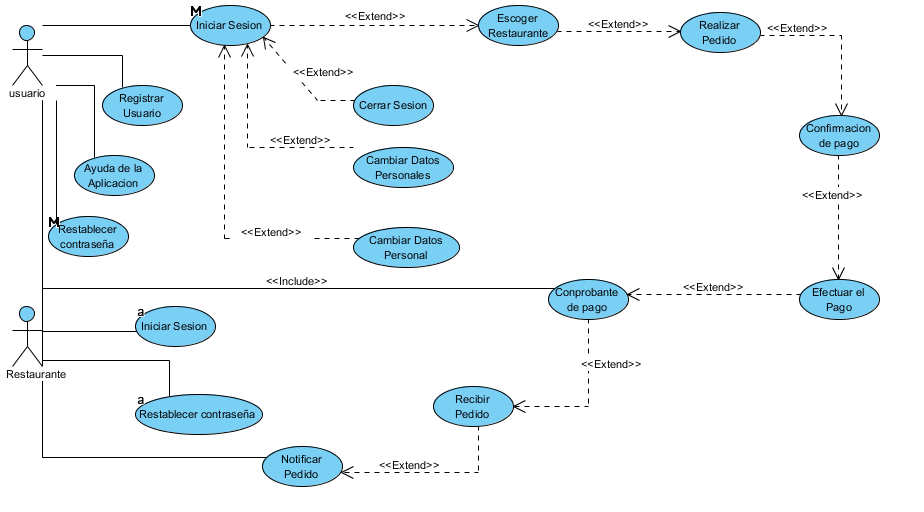 M
Iniciar Sesion
<<Extend>>
Escoger
Restaurante
<<Extend>>
Realizar
Pedido
<<Extend>>
usuario
Registrar
Usuario
<<Extend>>
Cerrar Sesion
Confirmacion
de pago
<<Extend>>
Cambiar Datos
Personales
Ayuda de la
Aplicacion
<<Extend>>
M
Restablecer
contraseña
<<Extend>>
Cambiar Datos
Personal
<<Include>>
Conprobante
de pago
<<Extend>>
Efectuar el
Pago
a
Iniciar Sesion
Restaurante
<<Extend>>
a
Restablecer contraseña
Recibir
Pedido
Notificar
Pedido
<<Extend>>